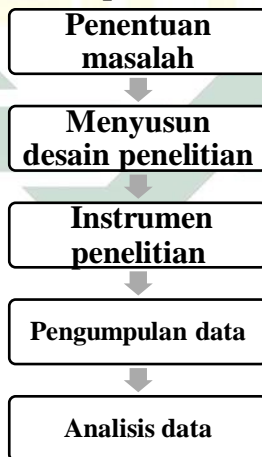 Penentuan
masalah
Menyusun
desain penelitian
Instrumen
penelitian
Pengumpulan data
Analisis data